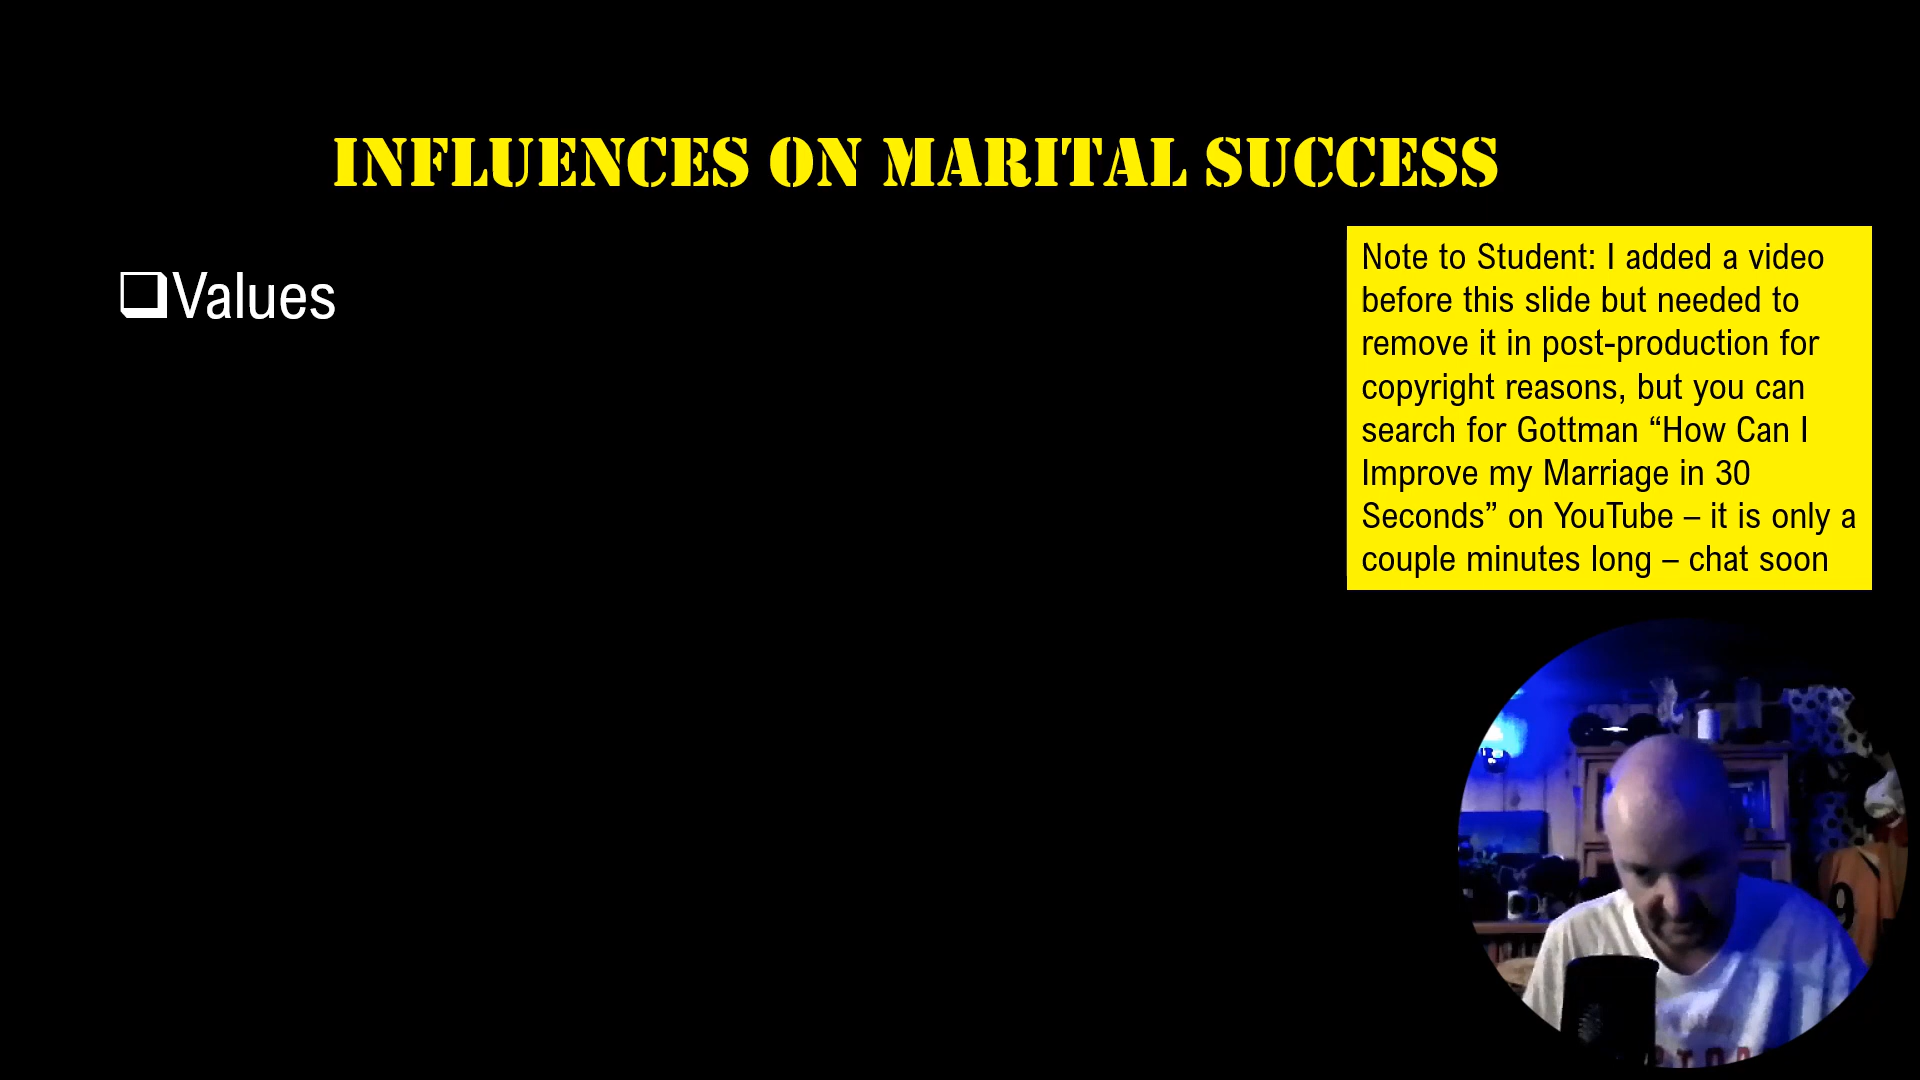 INFLUENCES ON MARITAL SUCCESS
Values
Note to Student: I added a video
before this slide but needed to
remove it in post-production for
copyright reasons, but you can
search for Gottman “How Can I
Improve my Marriage in 30
Seconds” on YouTube – it is only a
couple minutes long – chat soon
9